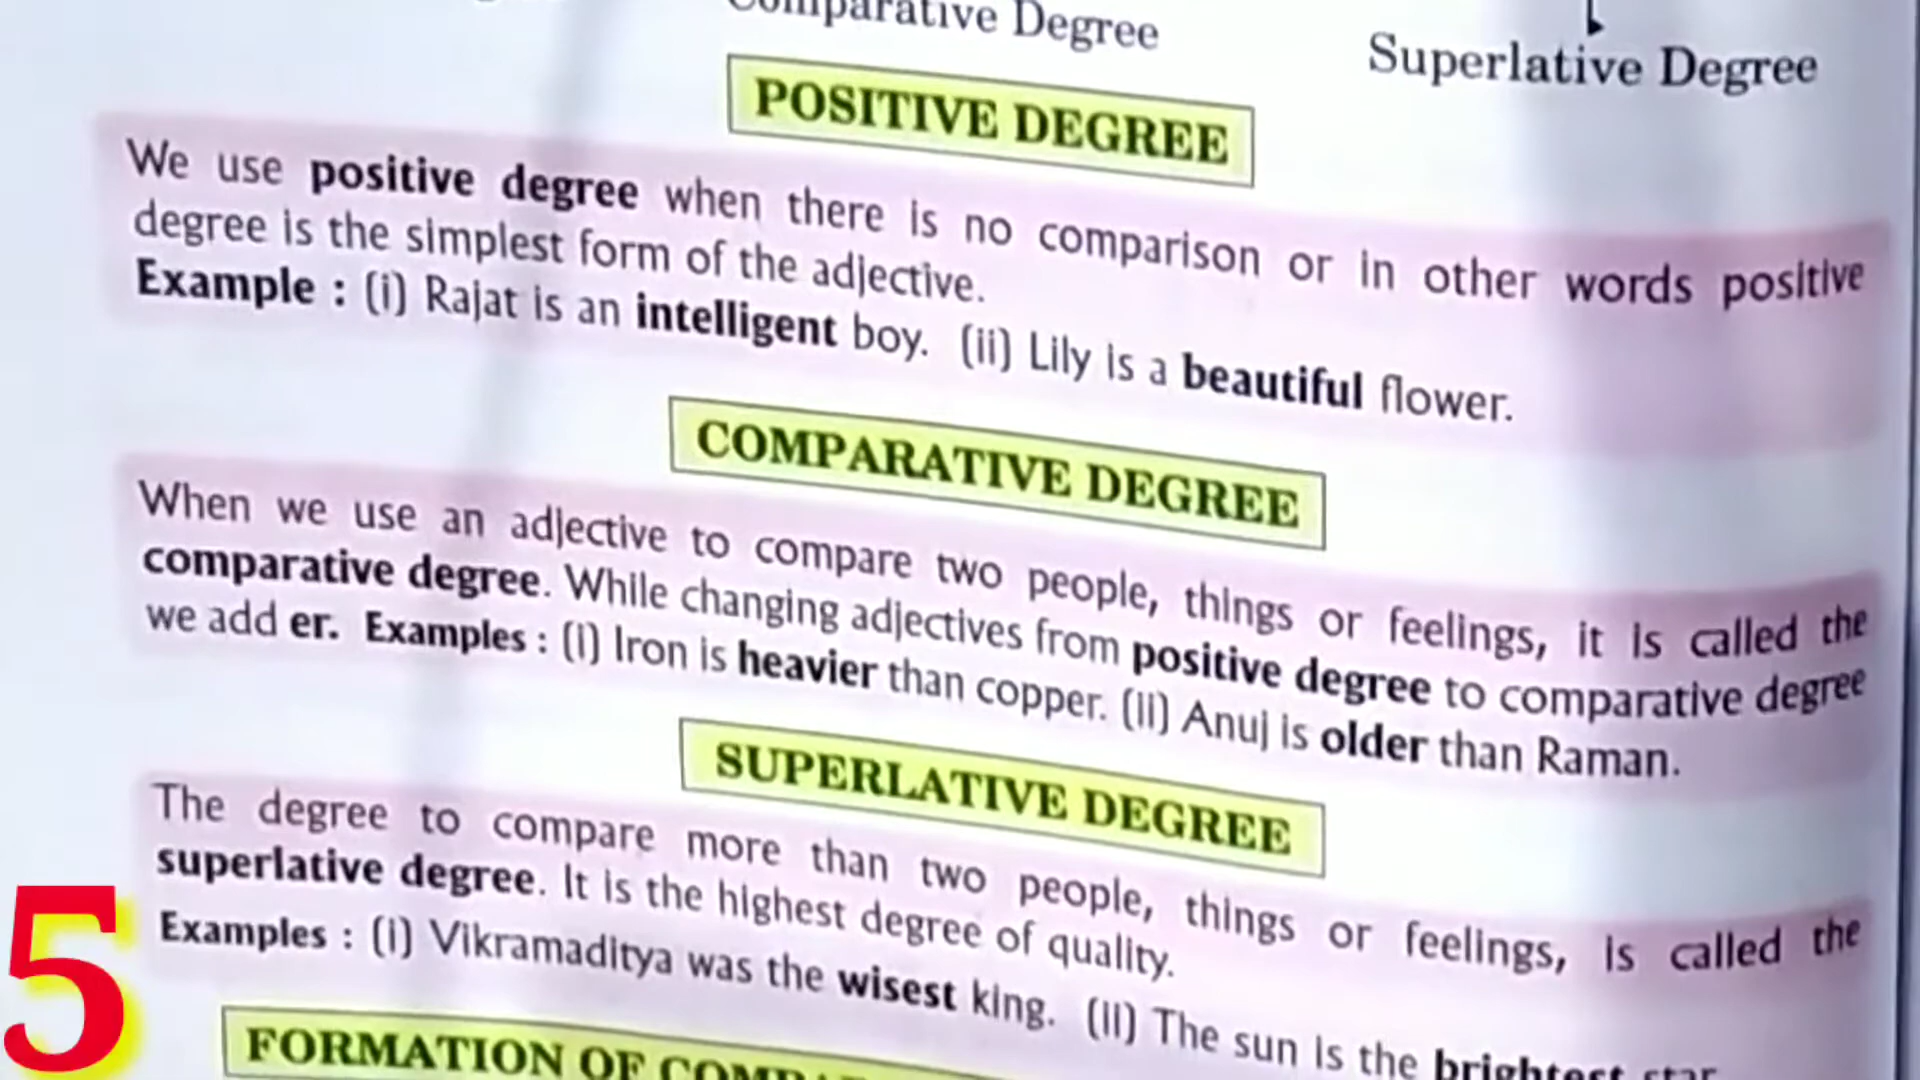 Comparative Degree
Superlative Degree
POSITIVE DEGREE
We use positive degree when there is no comparison or in other words positive
degree is the simplest form of the adjective.
Example : (i) Rajat is an intelligent boy. (ii) Lily is a beautiful flower.
COMPARATIVE DEGREE
When we use an adjective to compare two people, things or feelings, it is called the
comparative degree. While changing adjectives from positive degree to comparative degree
we add er. Examples : (i) Iron is heavier than copper. (ii) Anuj is older than Raman.
SUPERLATIVE DEGREE
The degree to compare more than two people, things or feelings, is called the
superlative degree. It is the highest degree of quality.
Examples : (i) Vikramaditya was the wisest king. (ii) The sun is the brightest star
5
FORMATION OF